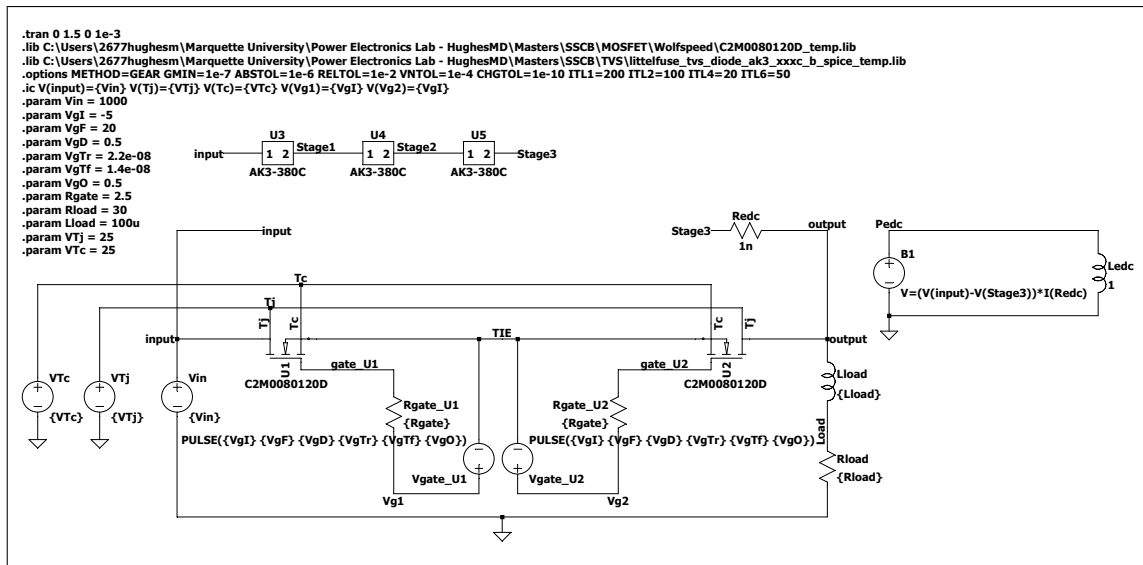 .tran 0 1.5 0 1e-3
.lib C:\Users\2677hughesm\Marquette University\Power Electronics Lab - HughesMD\Masters\SSCB\MOSFET\Wolfspeed\C2M0080120D_temp.lib
.lib C:\Users\2677hughesm\Marquette University\Power Electronics Lab - HughesMD\Masters\SSCB\TVS\littelfuse_tvs_diode_ak3_xxxc_b_spice_temp.lib
.options METHOD=GEAR GMIN=1e-7 ABSTOL=1e-6 RELTOL=1e-2 VNTOL=1e-4 CHGTOL=1e-10 ITL1=200 ITL2=100 ITL4=20 ITL6=50
.ic V(input)={Vin} V(Tj)={VTj} V(Tc)={VTc} V(Vg1)={VgI} V(Vg2)={VgI}
.param Vin = 1000
.param VgI = -5
.param VgF = 20
.param VgD = 0.5
.param VgTr = 2.2e-08
.param VgTf = 1.4e-08
.param VgO = 0.5
.param Rgate = 2.5
.param Rload = 30
.param Lload = 100u
.param VTj = 25
.param VTc = 25
U3 U4 U5
input 1 2 Stage1 1 2 Stage2 1 2 Stage3
AK3-380C AK3-380C AK3-380C
input Stage3 Redc output Pedc
1n
B1 Ledc
1
V=(V(input)-V(Stage3))*I(Redc)
Tc
Tj
Tj Tc Tc Tj
input TIE output
U1 gate_U1 gate_U2 U2
C2M0080120D C2M0080120D
VTc VTj Vin Rgate_U1 Rgate_U2 Lload
{VTc} {VTj} {Vin} {Rgate} {Rgate} {Lload}
PULSE({VgI} {VgF} {VgD} {VgTr} {VgTf} {VgO}) PULSE({VgI} {VgF} {VgD} {VgTr} {VgTf} {VgO})
Load
Rload
{Rload}
Vgate_U1 Vgate_U2
Vg1 Vg2